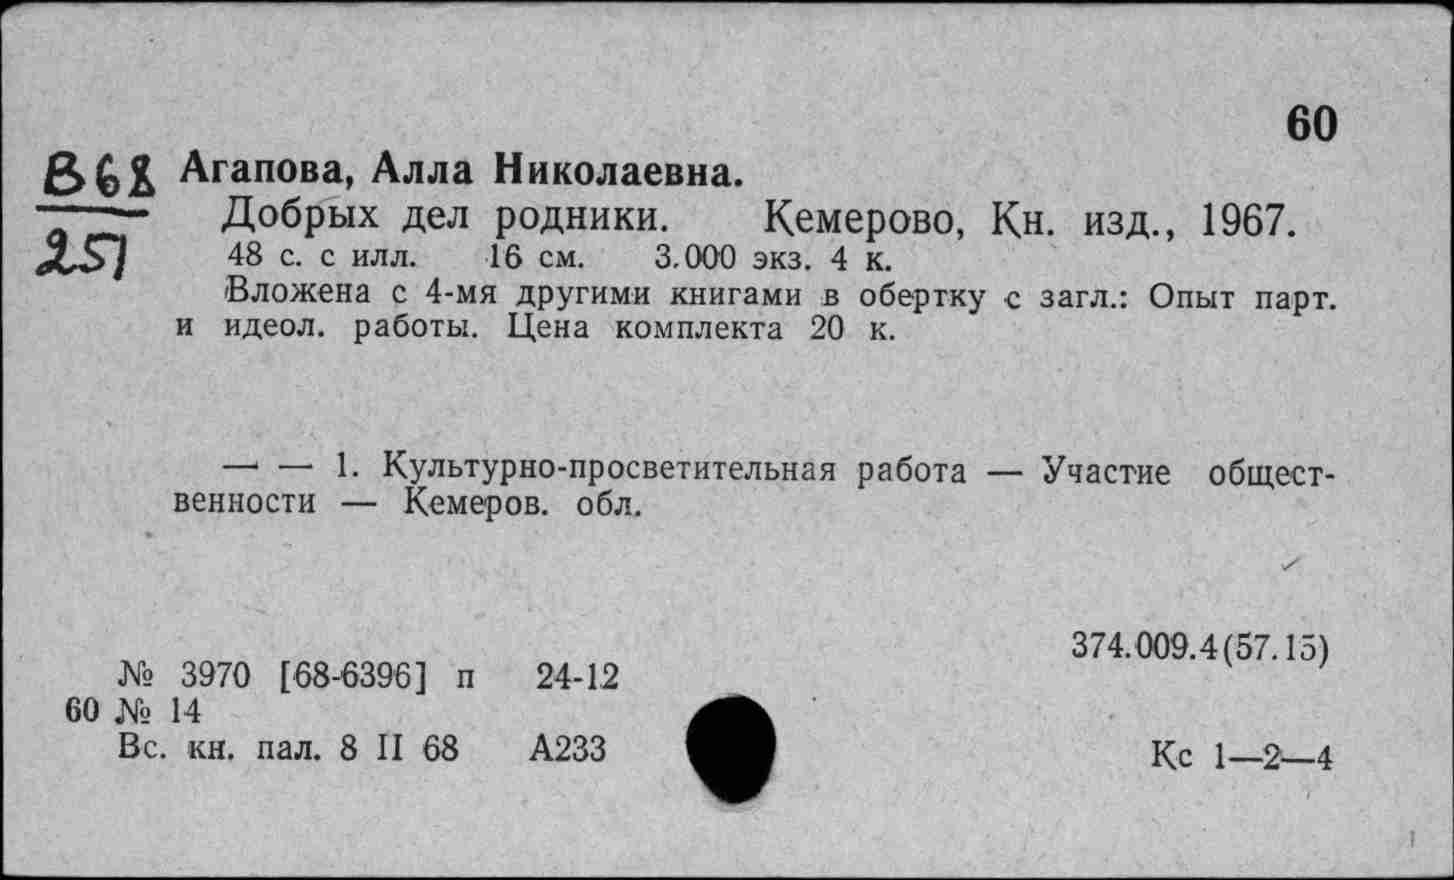 60
Агапова, Алла Николаевна.
Добрых дел родники. Кемерово, Кн. изд., 1967.
251
48 с. с илл. 16 см. 3.000 экз. 4 к.
Вложена с 4-мя другими книгами в обертку с загл.: Опыт парт.
и идеол. работы. Цена комплекта 20 к.
— — 1. Культурно-просветительная работа — Участие общест-
венности — Кемеров. обл.
374.009.4(57.15)
№ 3970 [68-6396] п 24-12
60 № 14
Вс. кн. пал. 8 II 68 А233
Кс 1—2—4